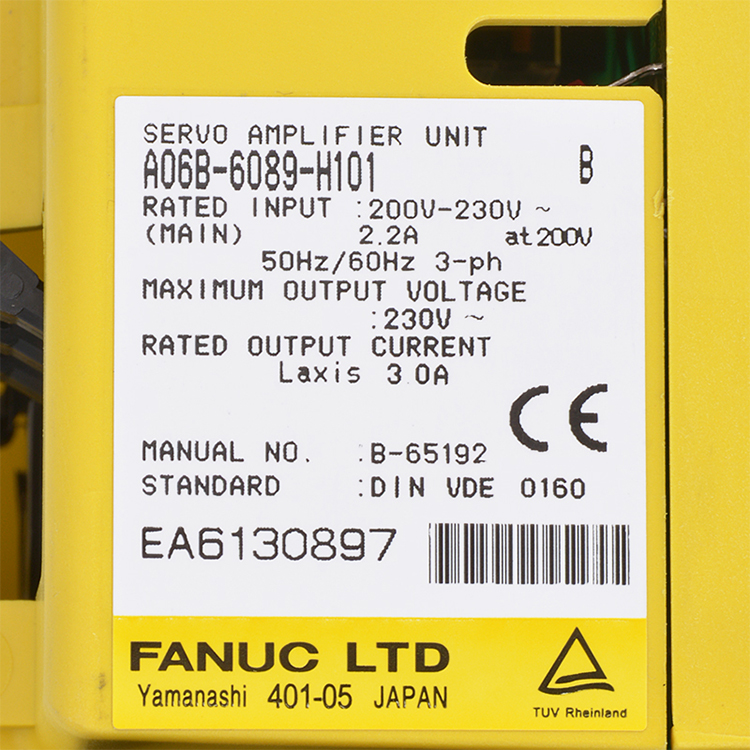 SERVO AMPLIFIER UNIT
A06B-6089-H101 B
RATED INPUT :200V-230V ~
(MAIN) 2.2A at 200V
50Hz/60Hz 3-ph
MAXIMUM OUTPUT VOLTAGE
:230V ~
RATED OUTPUT CURRENT
Laxis 3.0A
CE
MANUAL NO. :B-65192
STANDARD :DIN VDE 0160
EA6130897
FANUC LTD
Yamanashi 401-05 JAPAN
TUV Rheinland